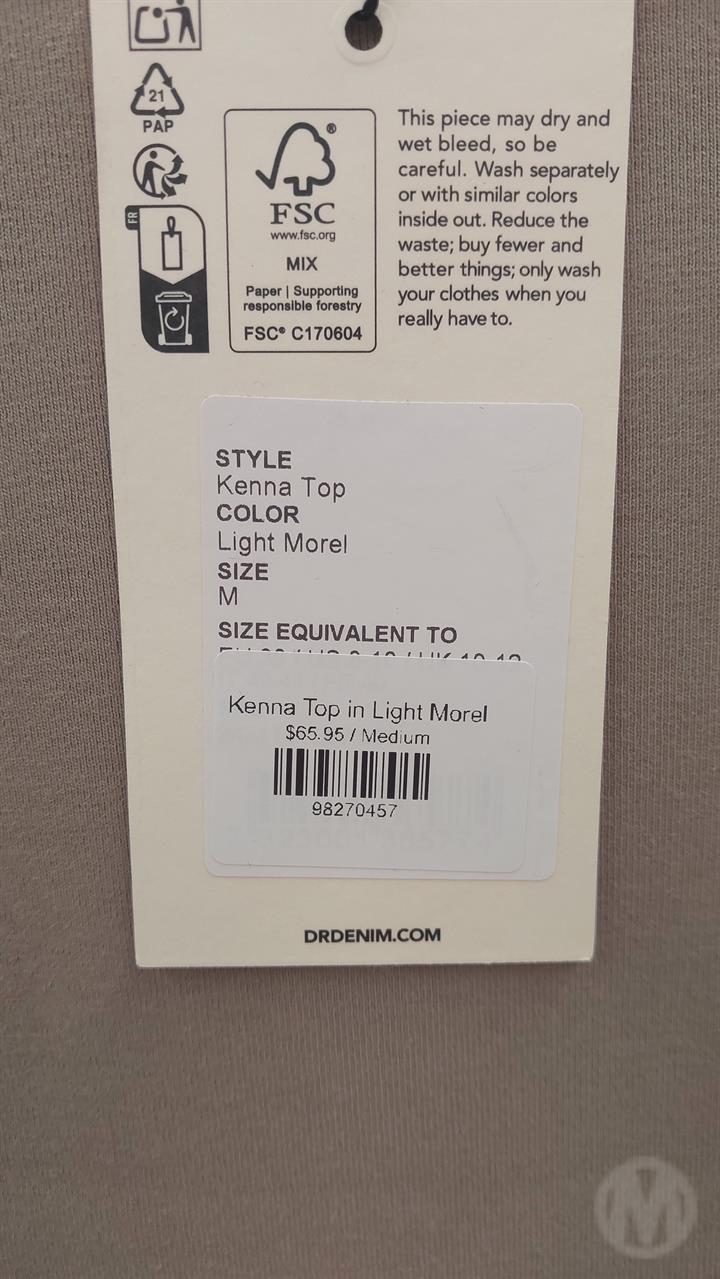 21
PAP
FR
FSC®
www.fsc.org
MIX
Paper | Supporting
responsible forestry
FSC® C170604
This piece may dry and
wet bleed, so be
careful. Wash separately
or with similar colors
inside out. Reduce the
waste; buy fewer and
better things; only wash
your clothes when you
really have to.
STYLE
Kenna Top
COLOR
Light Morel
SIZE
M
SIZE EQUIVALENT TO
Kenna Top in Light Morel
$65.95 / Medium
98270457
DRDENIM.COM
M